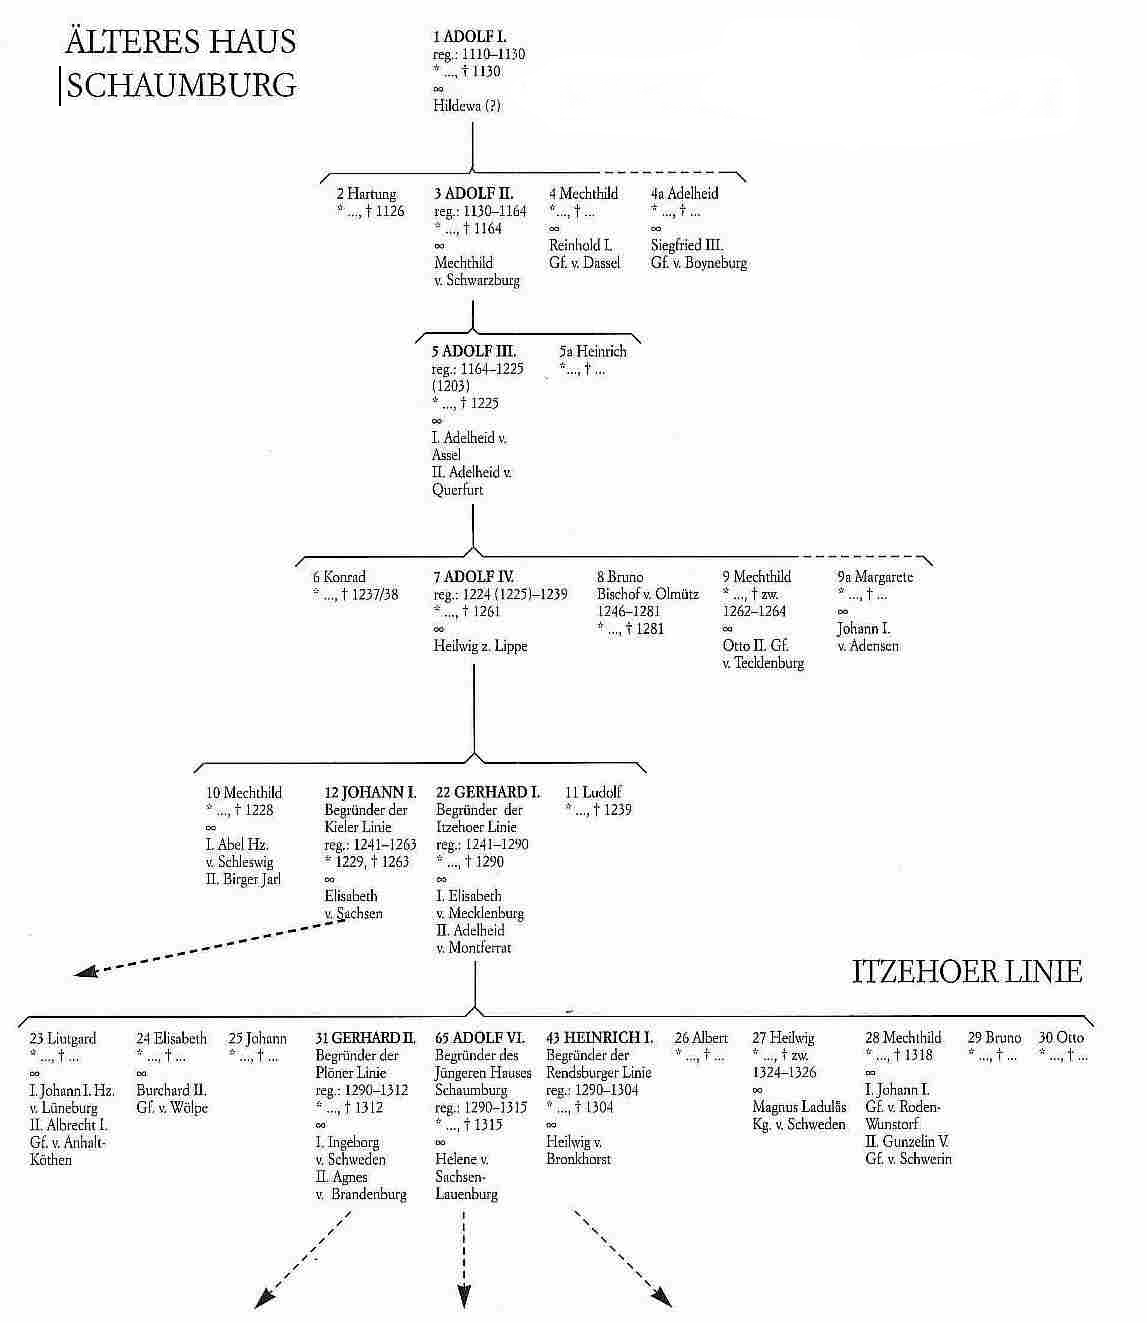 ÄLTERES HAUS
SCHAUMBURG
1 ADOLF I.
reg.: 1110–1130
* ..., † 1130
∞
Hildewa (?)
2 Hartung
* ..., † 1126
3 ADOLF II.
reg.: 1130–1164
* ..., † 1164
∞
Mechthild
v. Schwarzburg
4 Mechthild
*..., † ...
∞
Reinhold I.
Gf. v. Dassel
4a Adelheid
* ..., † ...
∞
Siegfried III.
Gf. v. Boyneburg
5 ADOLF III.
reg.: 1164–1225
(1203)
* ..., † 1225
∞
I. Adelheid v.
Assel
II. Adelheid v.
Querfurt
5a Heinrich
*..., † ...
6 Konrad
* ..., † 1237/38
7 ADOLF IV.
reg.: 1224 (1225)–1239
* ..., † 1261
∞
Heilwig z. Lippe
8 Bruno
Bischof v. Olmütz
1246–1281
* ..., † 1281
9 Mechthild
* ..., † zw.
1262–1264
∞
Otto II. Gf.
v. Tecklenburg
9a Margarete
* ..., † ...
∞
Johann I.
v. Adensen
10 Mechthild
* ..., † 1228
∞
I. Abel Hz.
v. Schleswig
II. Birger Jarl
12 JOHANN I.
Begründer der
Kieler Linie
reg.: 1241–1263
* 1229, † 1263
∞
Elisabeth
v. Sachsen
22 GERHARD I.
Begründer der
Itzehoer Linie
reg.: 1241–1290
* ..., † 1290
∞
I. Elisabeth
v. Mecklenburg
II. Adelheid
v. Montferrat
11 Ludolf
* ..., † 1239
ITZEHOER LINIE
23 Liutgard
* ..., † ...
∞
I. Johann I. Hz.
v. Lüneburg
II. Albrecht I.
Gf. v. Anhalt-
Köthen
24 Elisabeth
* ..., † ...
∞
Burchard II.
Gf. v. Wölpe
25 Johann
* ..., † ...
31 GERHARD II.
Begründer der
Plöner Linie
reg.: 1290–1312
* ..., † 1312
∞
I. Ingeborg
v. Schweden
II. Agnes
v. Brandenburg
65 ADOLF VI.
Begründer des
Jüngeren Hauses
Schaumburg
reg.: 1290–1315
* ..., † 1315
∞
Helene v.
Sachsen-
Lauenburg
43 HEINRICH I.
Begründer der
Rendsburger Linie
reg.: 1290–1304
* ..., † 1304
∞
Heilwig v.
Bronkhorst
26 Albert
* ..., † ...
27 Heilwig
* ..., † zw.
1324–1326
∞
Magnus Ladulås
Kg. v. Schweden
28 Mechthild
* ..., † 1318
∞
I. Johann I.
Gf. v. Roden-
Wunstorf
II. Gunzelin V.
Gf. v. Schwerin
29 Bruno
* ..., † ...
30 Otto
* ..., † ...